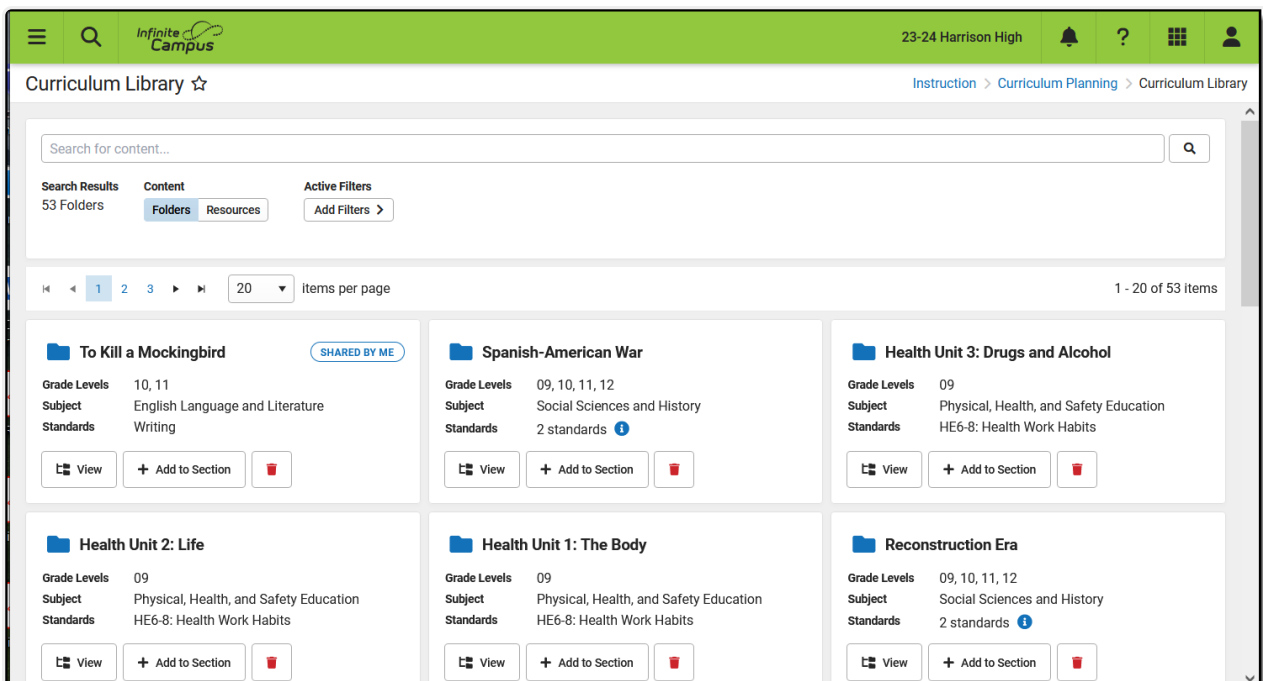 Infinite Campus 23-24 Harrison High ?
Curriculum Library Instruction > Curriculum Planning > Curriculum Library
Search for content...
Search Results Content Active Filters
53 Folders Folders Resources Add Filters >
1 2 3 20 items per page 1 - 20 of 53 items
To Kill a Mockingbird SHARED BY ME
Grade Levels 10, 11
Subject English Language and Literature
Standards Writing
View + Add to Section
Spanish-American War
Grade Levels 09, 10, 11, 12
Subject Social Sciences and History
Standards 2 standards i
View + Add to Section
Health Unit 3: Drugs and Alcohol
Grade Levels 09
Subject Physical, Health, and Safety Education
Standards HE6-8: Health Work Habits
View + Add to Section
Health Unit 2: Life
Grade Levels 09
Subject Physical, Health, and Safety Education
Standards HE6-8: Health Work Habits
View + Add to Section
Health Unit 1: The Body
Grade Levels 09
Subject Physical, Health, and Safety Education
Standards HE6-8: Health Work Habits
View + Add to Section
Reconstruction Era
Grade Levels 09, 10, 11, 12
Subject Social Sciences and History
Standards 2 standards i
View + Add to Section